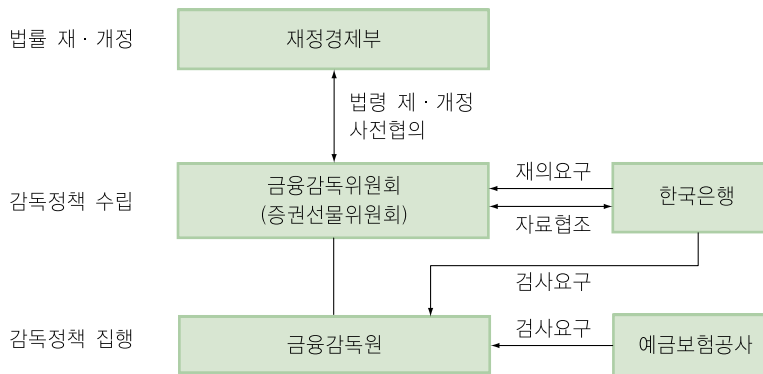 법률 재 · 개정
재정경제부
법령 제 · 개정
사전협의
감독정책 수립
금융감독위원회
(증권선물위원회)
재의요구
자료협조
한국은행
검사요구
감독정책 집행
금융감독원
검사요구
예금보험공사